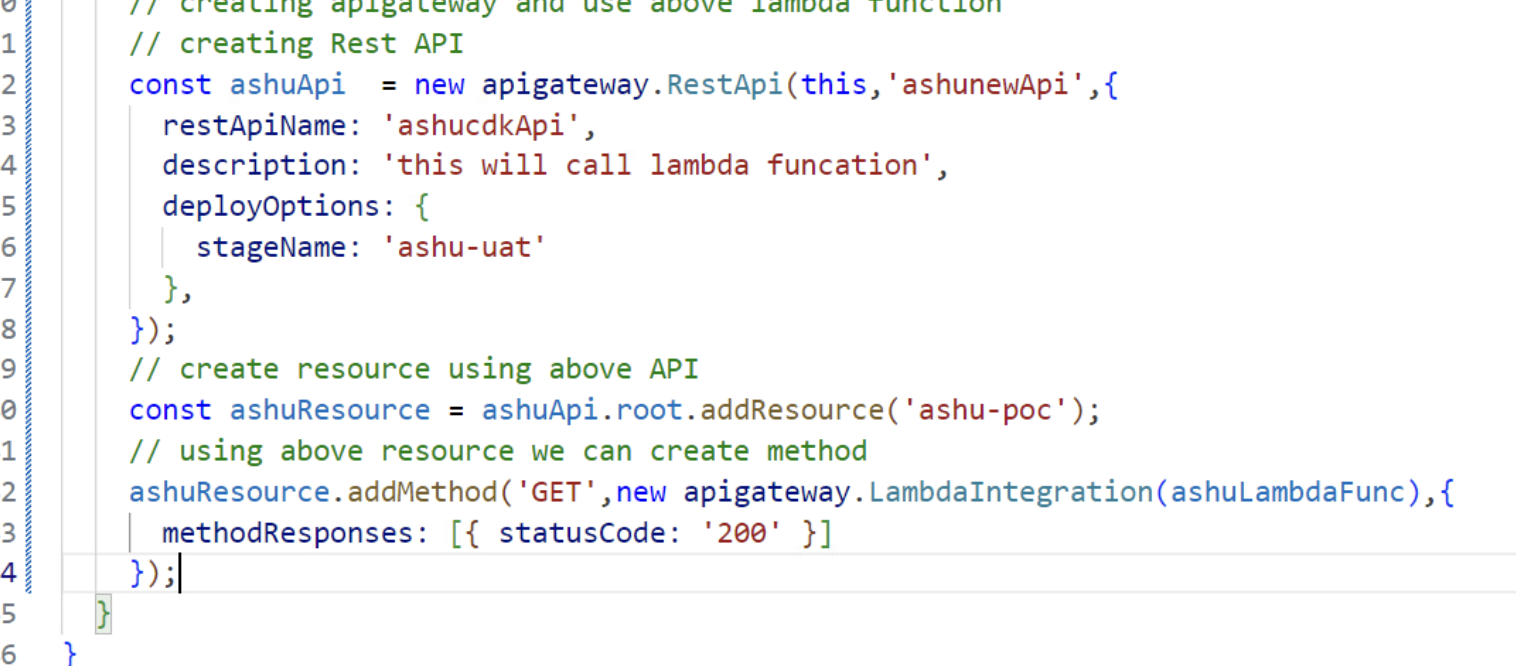 0 // creating apigateway and use above lambda function
1 // creating Rest API
2 const ashuApi  = new apigateway.RestApi(this,'ashunewApi',{
3 restApiName: 'ashucdkApi',
4 description: 'this will call lambda funcation',
5 deployOptions: {
6 stageName: 'ashu-uat'
7 },
8 });
9 // create resource using above API
0 const ashuResource = ashuApi.root.addResource('ashu-poc');
1 // using above resource we can create method
2 ashuResource.addMethod('GET',new apigateway.LambdaIntegration(ashuLambdaFunc),{
3 methodResponses: [{ statusCode: '200' }]
4 });
5 }
6 }